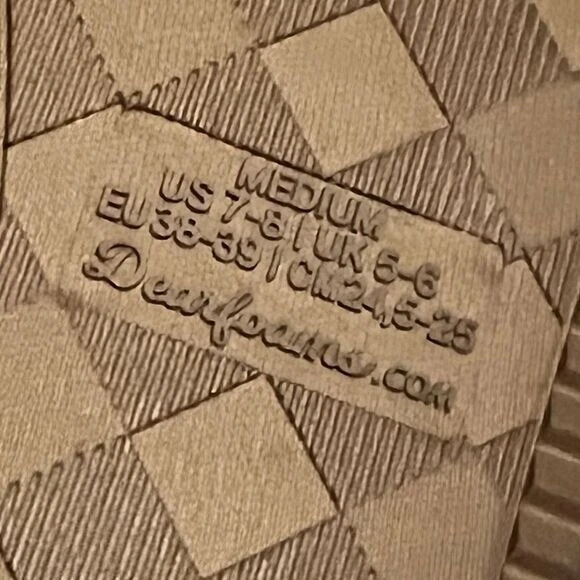 MEDIUM
US 7-8 | UK 5-6
EU 38-39 | CM24,5-25
Dearfoams.COM